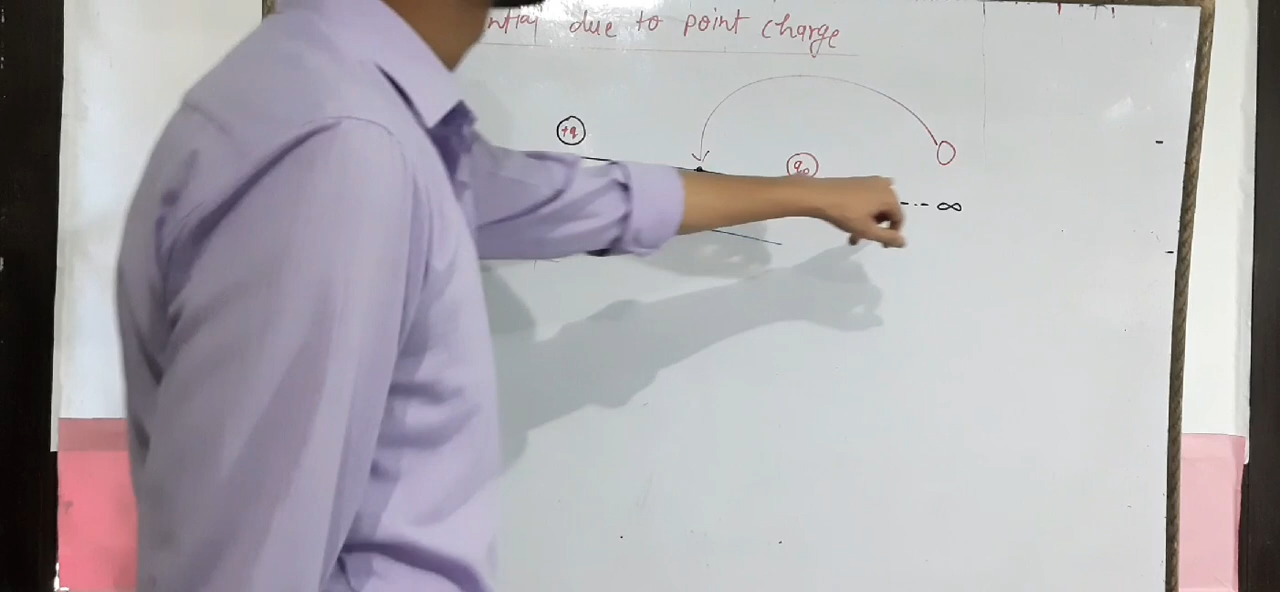 due to point charge
+q
q₀
--- ∞